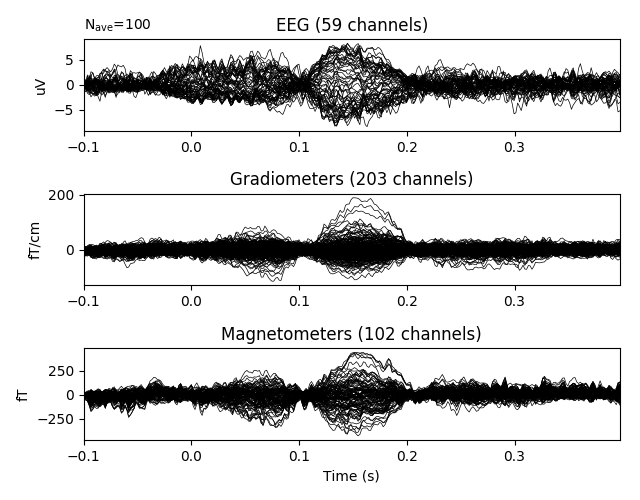 Nave=100
EEG (59 channels)
5
0
−5
uV
−0.1 0.0 0.1 0.2 0.3
Gradiometers (203 channels)
200
0
fT/cm
−0.1 0.0 0.1 0.2 0.3
Magnetometers (102 channels)
250
0
−250
fT
−0.1 0.0 0.1 0.2 0.3
Time (s)